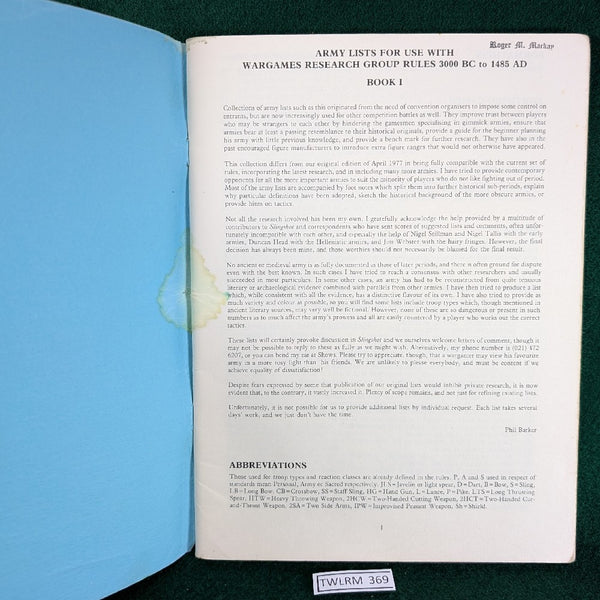 Roger M. Mackay
ARMY LISTS FOR USE WITH
WARGAMES RESEARCH GROUP RULES 3000 BC to 1485 AD
BOOK 1
Collections of army lists such as this originated from the need of convention organisers to impose some control on
entrants, but are now increasingly used for other competition battles as well. They improve trust between players
who may be strangers to each other by hindering the gamesmen specialising in gimmick armies, ensure that
armies bear at least a passing resemblance to their historical originals, provide a guide for the beginner planning
his army with little previous knowledge, and provide a bench mark for further research. They have also in the
past encouraged figure manufacturers to introduce extra figure ranges that would not otherwise have appeared.
This collection differs from our original edition of April 1977 in being fully compatible with the current set of
rules, incorporating the latest research, and in including many more armies. I have tried to provide contemporary
opponents for all the more important armies to suit the minority of players who do not like fighting out of period.
Most of the army lists are accompanied by foot notes which split them into further historical sub-periods, explain
why particular definitions have been adopted, sketch the historical background of the more obscure armies, or
provide hints on tactics.
Not all the research involved has been my own. I gratefully acknowledge the help provided by a multitude of
contributors to Slingshot and correspondents who have sent scores of suggested lists and comments, often unfor-
tunately incompatible with each other, and especially the help of Nigel Stillman and Nigel Tallis with the early
armies, Duncan Head with the Hellenistic armies, and Jim Webster with the hairy fringes. However, the final
decision has always been mine, and those worthies should not necessarily be blamed for the final result.
No ancient or medieval army is as fully documented as those of later periods, and there is often ground for dispute
even with the best known. In such cases I have tried to reach a consensus with other researchers and usually
succeeded in most particulars. In some other cases, an army has had to be reconstructed from quite tenuous
literary or archaeological evidence combined with parallels from other armies. I have then tried to produce a list
which, while consistent with all the evidence, has a distinctive flavour of its own. I have also tried to provide as
much variety and colour as possible, so you will find some lists include troop types which, though mentioned in
ancient literary sources, may very well be fictional. However, none of these are so dangerous or present in such
numbers as to much affect the army's prowess and all are easily countered by a player who works out the correct
tactics.
These lists will certainly provoke discussion in Slingshot and we ourselves welcome letters of comment, though it
may not be possible to reply to these as fully as we might wish. Alternatively, my phone number is (021) 472
6207, or you can bend my ear at Shows. Please try to appreciate, though, that a wargamer may view his favourite
army in a more rosy light than his friends. We are unlikely to please everybody, and must be content if we
achieve equality of dissatisfaction!
Despite fears expressed by some that publication of our original lists would inhibit private research, it is now
evident that, to the contrary, it vastly increased it. Plenty of scope remains, and not just for refining existing lists.
Unfortunately, it is not possible for us to provide additional lists by individual request. Each list takes several
days' work, and we just don't have the time.
Phil Barker
ABBREVIATIONS
Those used for troop types and reaction classes are already defined in the rules. P, A and S used in respect of
standards mean Personal, Army or Sacred respectively. JLS = Javelin or light spear, D = Dart, B = Bow, S = Sling,
LB = Long Bow, CB = Crossbow, SS = Staff Sling, HG = Hand Gun, L = Lance, P = Pike, LTS = Long Thrusting
Spear, HTW = Heavy Throwing Weapon, 2HCW = Two-Handed Cutting Weapon, 2HCT = Two-Handed Cut-
and-Thrust Weapon, 2SA = Two Side Arms, IPW = Improvised Peasant Weapon, Sh = Shield.
1
TWLRM 369